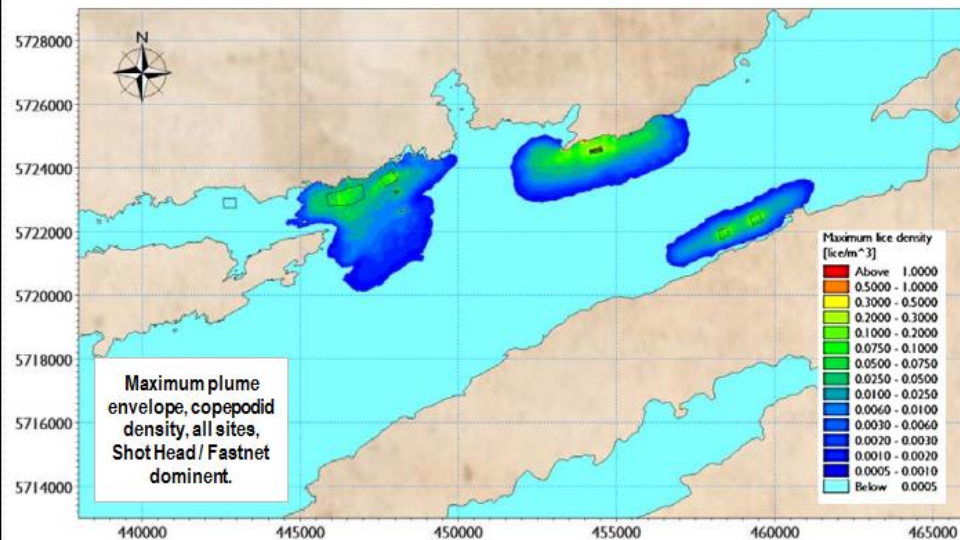 N
5728000
5726000
5724000
5722000
5720000
5718000
5716000
5714000
440000 445000 450000 455000 460000 465000
Maximum plume
envelope, copepodid
density, all sites,
Shot Head / Fastnet
dominent.
Maximum lice density
[lice/m^3]
Above 1.0000
0.5000 - 1.0000
0.3000 - 0.5000
0.2000 - 0.3000
0.1000 - 0.2000
0.0750 - 0.1000
0.0500 - 0.0750
0.0250 - 0.0500
0.0100 - 0.0250
0.0060 - 0.0100
0.0030 - 0.0060
0.0020 - 0.0030
0.0010 - 0.0020
0.0005 - 0.0010
Below 0.0005